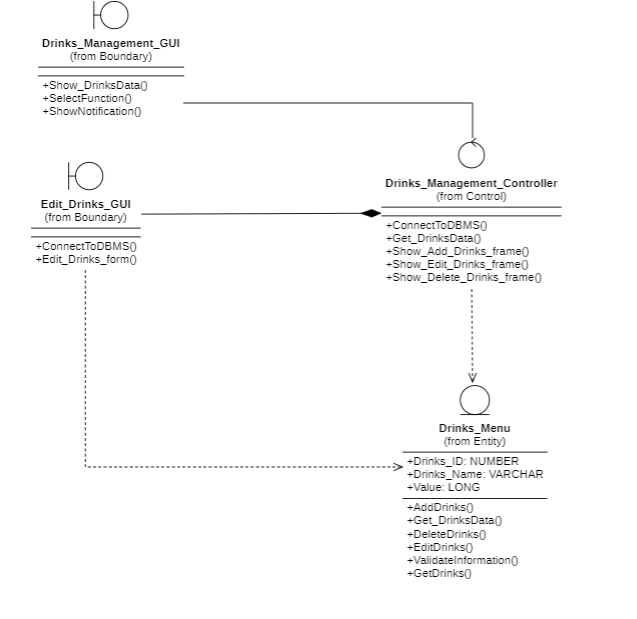 Drinks_Management_GUI
(from Boundary)
+Show_DrinksData()
+SelectFunction()
+ShowNotification()
Edit_Drinks_GUI
(from Boundary)
+ConnectToDBMS()
+Edit_Drinks_form()
Drinks_Management_Controller
(from Control)
+ConnectToDBMS()
+Get_DrinksData()
+Show_Add_Drinks_frame()
+Show_Edit_Drinks_frame()
+Show_Delete_Drinks_frame()
Drinks_Menu
(from Entity)
+Drinks_ID: NUMBER
+Drinks_Name: VARCHAR
+Value: LONG
+AddDrinks()
+Get_DrinksData()
+DeleteDrinks()
+EditDrinks()
+ValidateInformation()
+GetDrinks()